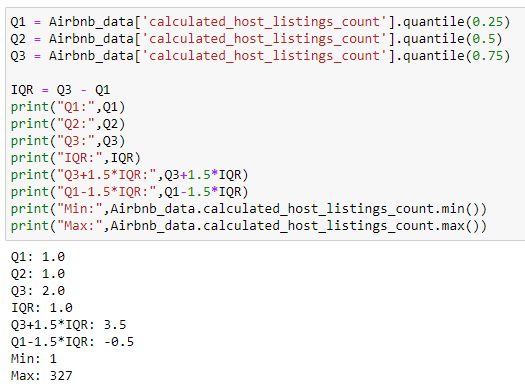 Q1 = Airbnb_data['calculated_host_listings_count'].quantile(0.25)
Q2 = Airbnb_data['calculated_host_listings_count'].quantile(0.5)
Q3 = Airbnb_data['calculated_host_listings_count'].quantile(0.75)

IQR = Q3 - Q1
print("Q1:",Q1)
print("Q2:",Q2)
print("Q3:",Q3)
print("IQR:",IQR)
print("Q3+1.5*IQR:",Q3+1.5*IQR)
print("Q1-1.5*IQR:",Q1-1.5*IQR)
print("Min:",Airbnb_data.calculated_host_listings_count.min())
print("Max:",Airbnb_data.calculated_host_listings_count.max())

Q1: 1.0
Q2: 1.0
Q3: 2.0
IQR: 1.0
Q3+1.5*IQR: 3.5
Q1-1.5*IQR: -0.5
Min: 1
Max: 327